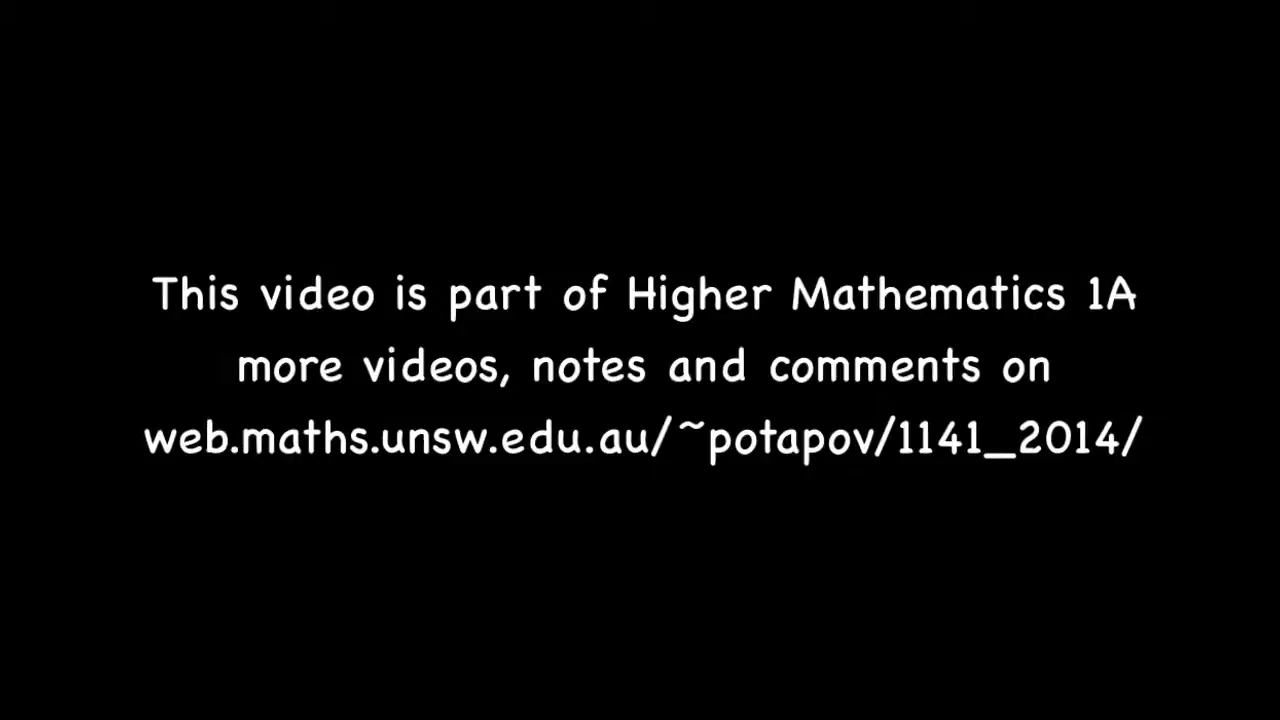 This video is part of Higher Mathematics 1A
more videos, notes and comments on
web.maths.unsw.edu.au/~potapov/1141_2014/